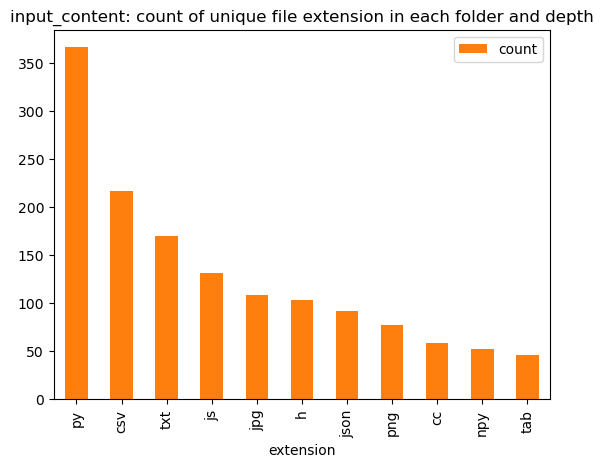 input_content: count of unique file extension in each folder and depth
count
350
300
250
200
150
100
50
0
py
csv
txt
js
jpg
h
json
png
cc
npy
tab
extension